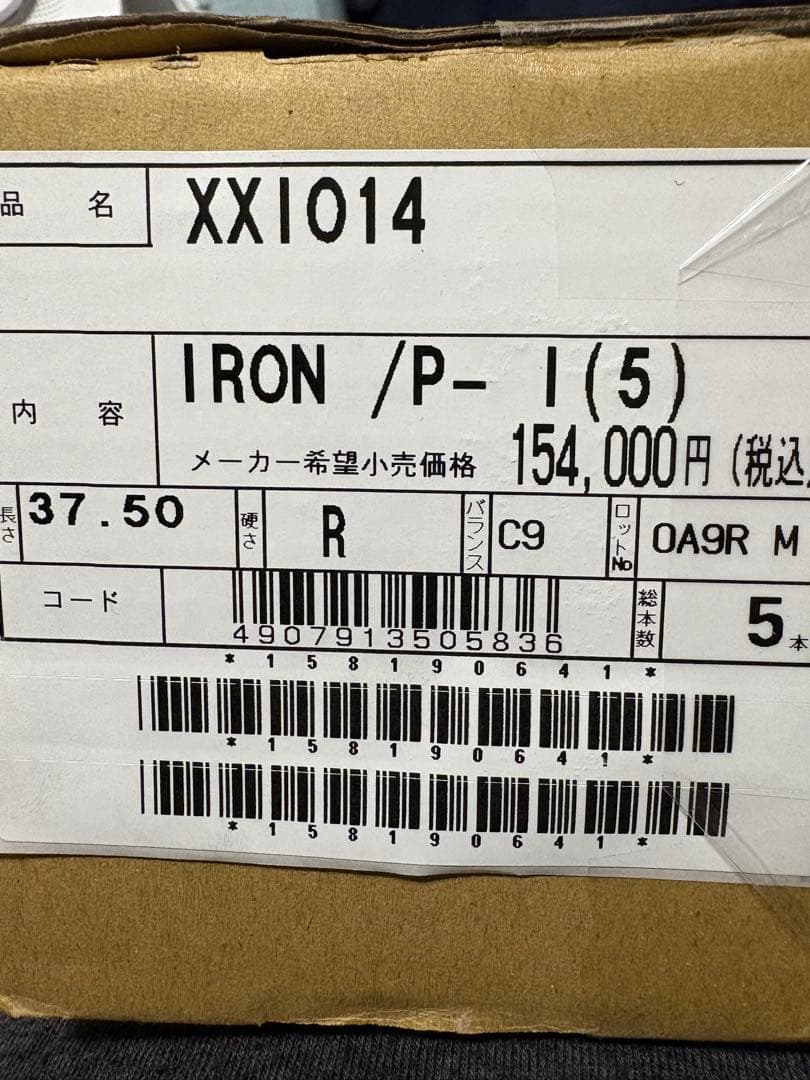 品名 XXIO14
内容 IRON /P- I(5)
メーカー希望小売価格 154,000円(税込)
長さ 37.50 硬さ R バランス C9 ロットNo 0A9R M
コード 4907913505836 総本数 5本
*158190641*
*158190641*
*158190641*